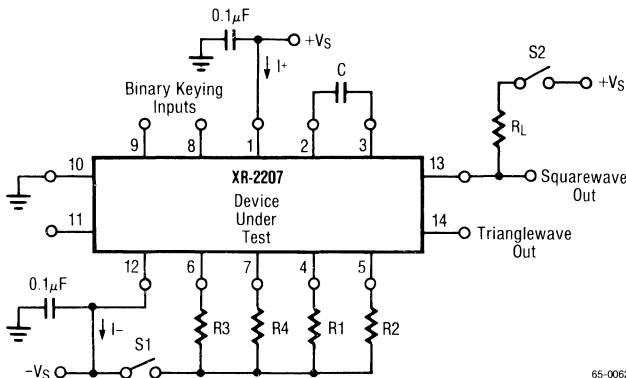 0.1μF
+VS
I+
C
S2
+VS
Binary Keying
Inputs
RL
9
8
1
2
3
10
13
XR-2207
Squarewave
Out
Device
Under
Test
11
14
Trianglewave
Out
12
6
7
4
5
0.1μF
I–
S1
R3
R4
R1
R2
–VS
65-0062